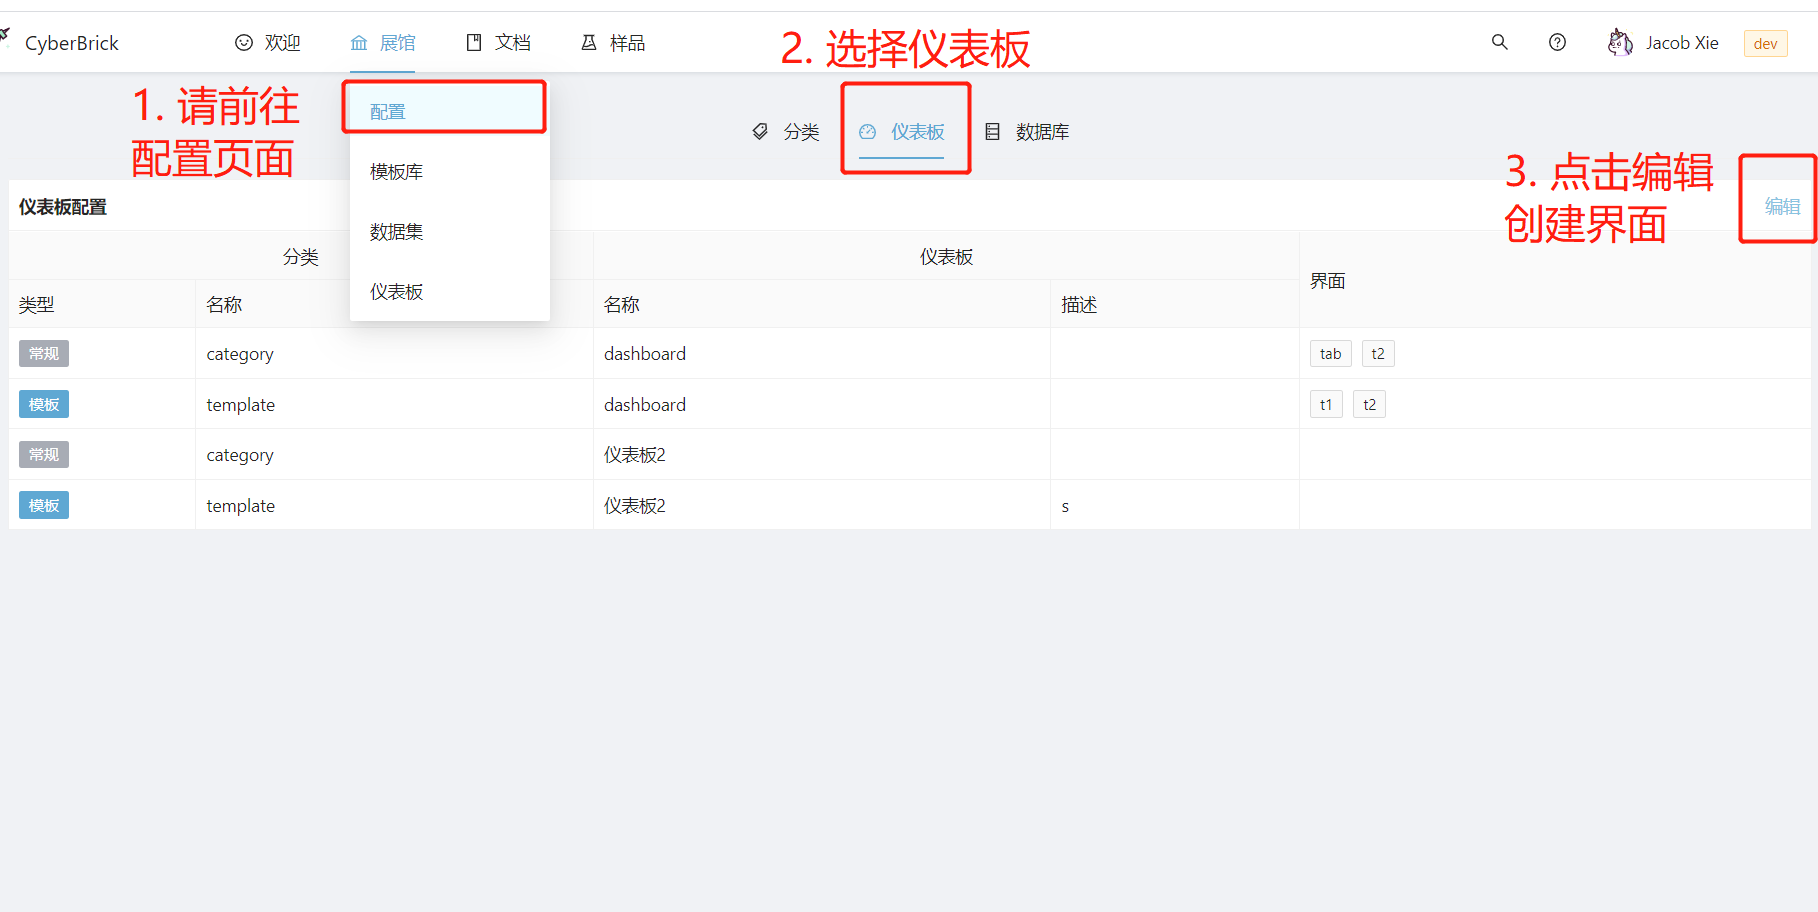 CyberBrick 欢迎 展馆 文档 样品 Jacob Xie dev
2. 选择仪表板
1. 请前往
配置页面
配置
模板库
数据集
仪表板
分类 仪表板 数据库
3. 点击编辑
创建界面
仪表板配置 编辑
分类 仪表板 界面
类型 名称 名称 描述
常规 category dashboard tab t2
模板 template dashboard t1 t2
常规 category 仪表板2
模板 template 仪表板2 s